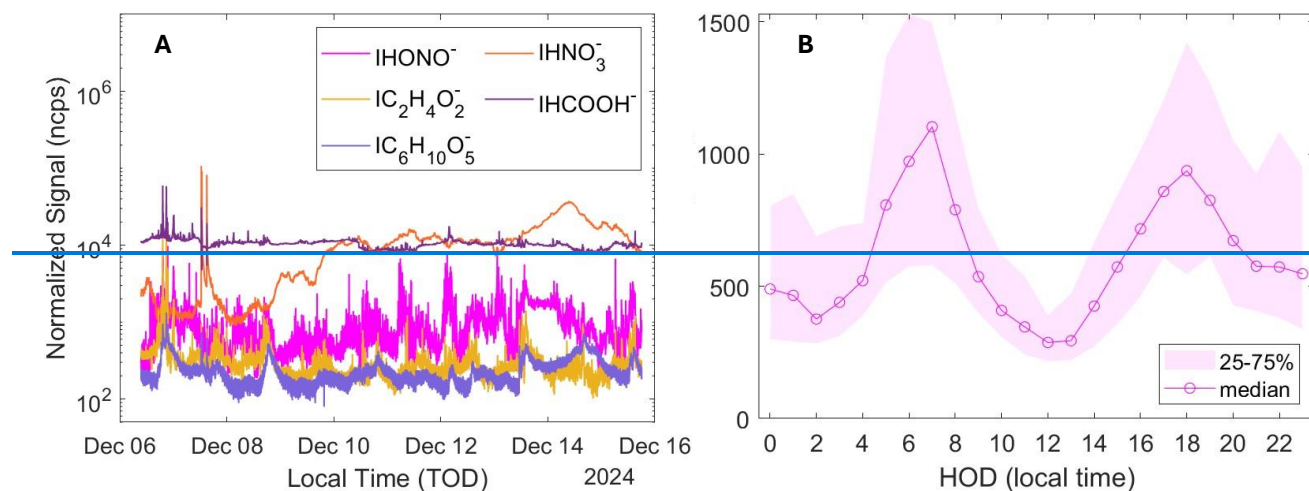 A
IHONO⁻
IHNO₃⁻
IC₂H₄O₂⁻
IHCOOH⁻
IC₆H₁₀O₅⁻
Normalized Signal (ncps)
10⁶
10⁴
10²
Dec 06 Dec 08 Dec 10 Dec 12 Dec 14 Dec 16
Local Time (TOD)
2024
B
1500
1000
500
0
25-75%
median
0 2 4 6 8 10 12 14 16 18 20 22
HOD (local time)